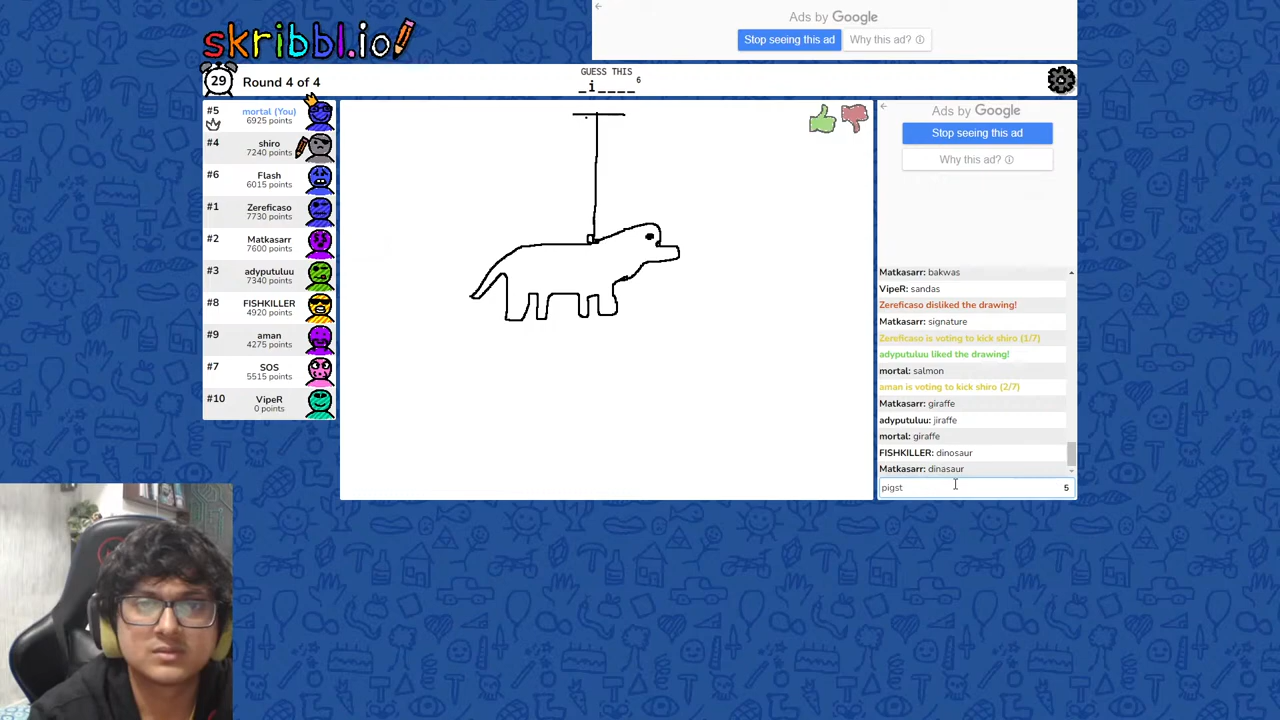 Ads by Google
Stop seeing this ad
Why this ad?
skribbl.io
29
Round 4 of 4
GUESS THIS
_i____ 6
#5 mortal (You)
6925 points
#4 shiro
7240 points
#6 Flash
6015 points
#1 Zereficaso
7730 points
#2 Matkasarr
7600 points
#3 adyputuluu
7340 points
#8 FISHKILLER
4920 points
#9 aman
4275 points
#7 SOS
5515 points
#10 VipeR
0 points
Ads by Google
Stop seeing this ad
Why this ad?
Matkasarr: bakwas
VipeR: sandas
Zereficaso disliked the drawing!
Matkasarr: signature
Zereficaso is voting to kick shiro (1/7)
adyputuluu liked the drawing!
mortal: salmon
aman is voting to kick shiro (2/7)
Matkasarr: giraffe
adyputuluu: jiraffe
mortal: giraffe
FISHKILLER: dinosaur
Matkasarr: dinasaur
pigst 5